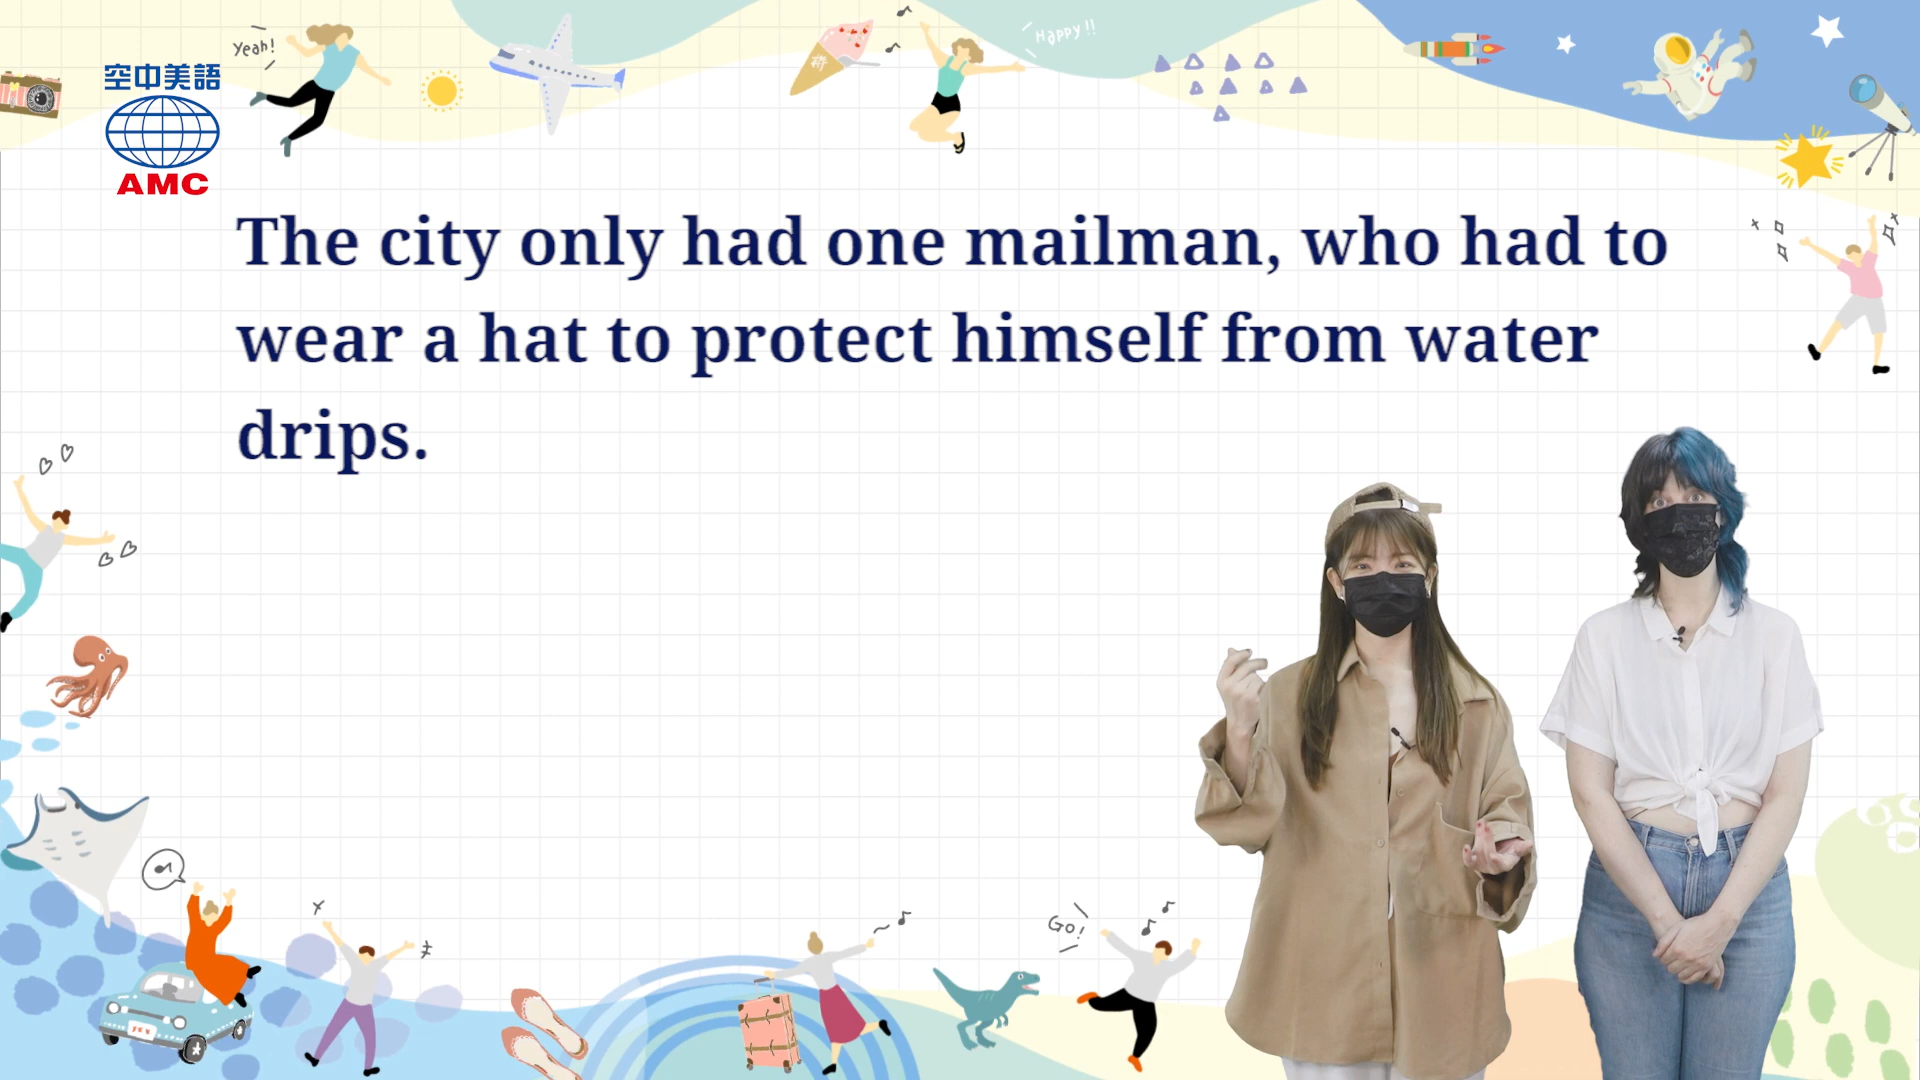 Yeah!
Happy!!
空中美語
AMC
The city only had one mailman, who had to
wear a hat to protect himself from water
drips.
Go!
JOY